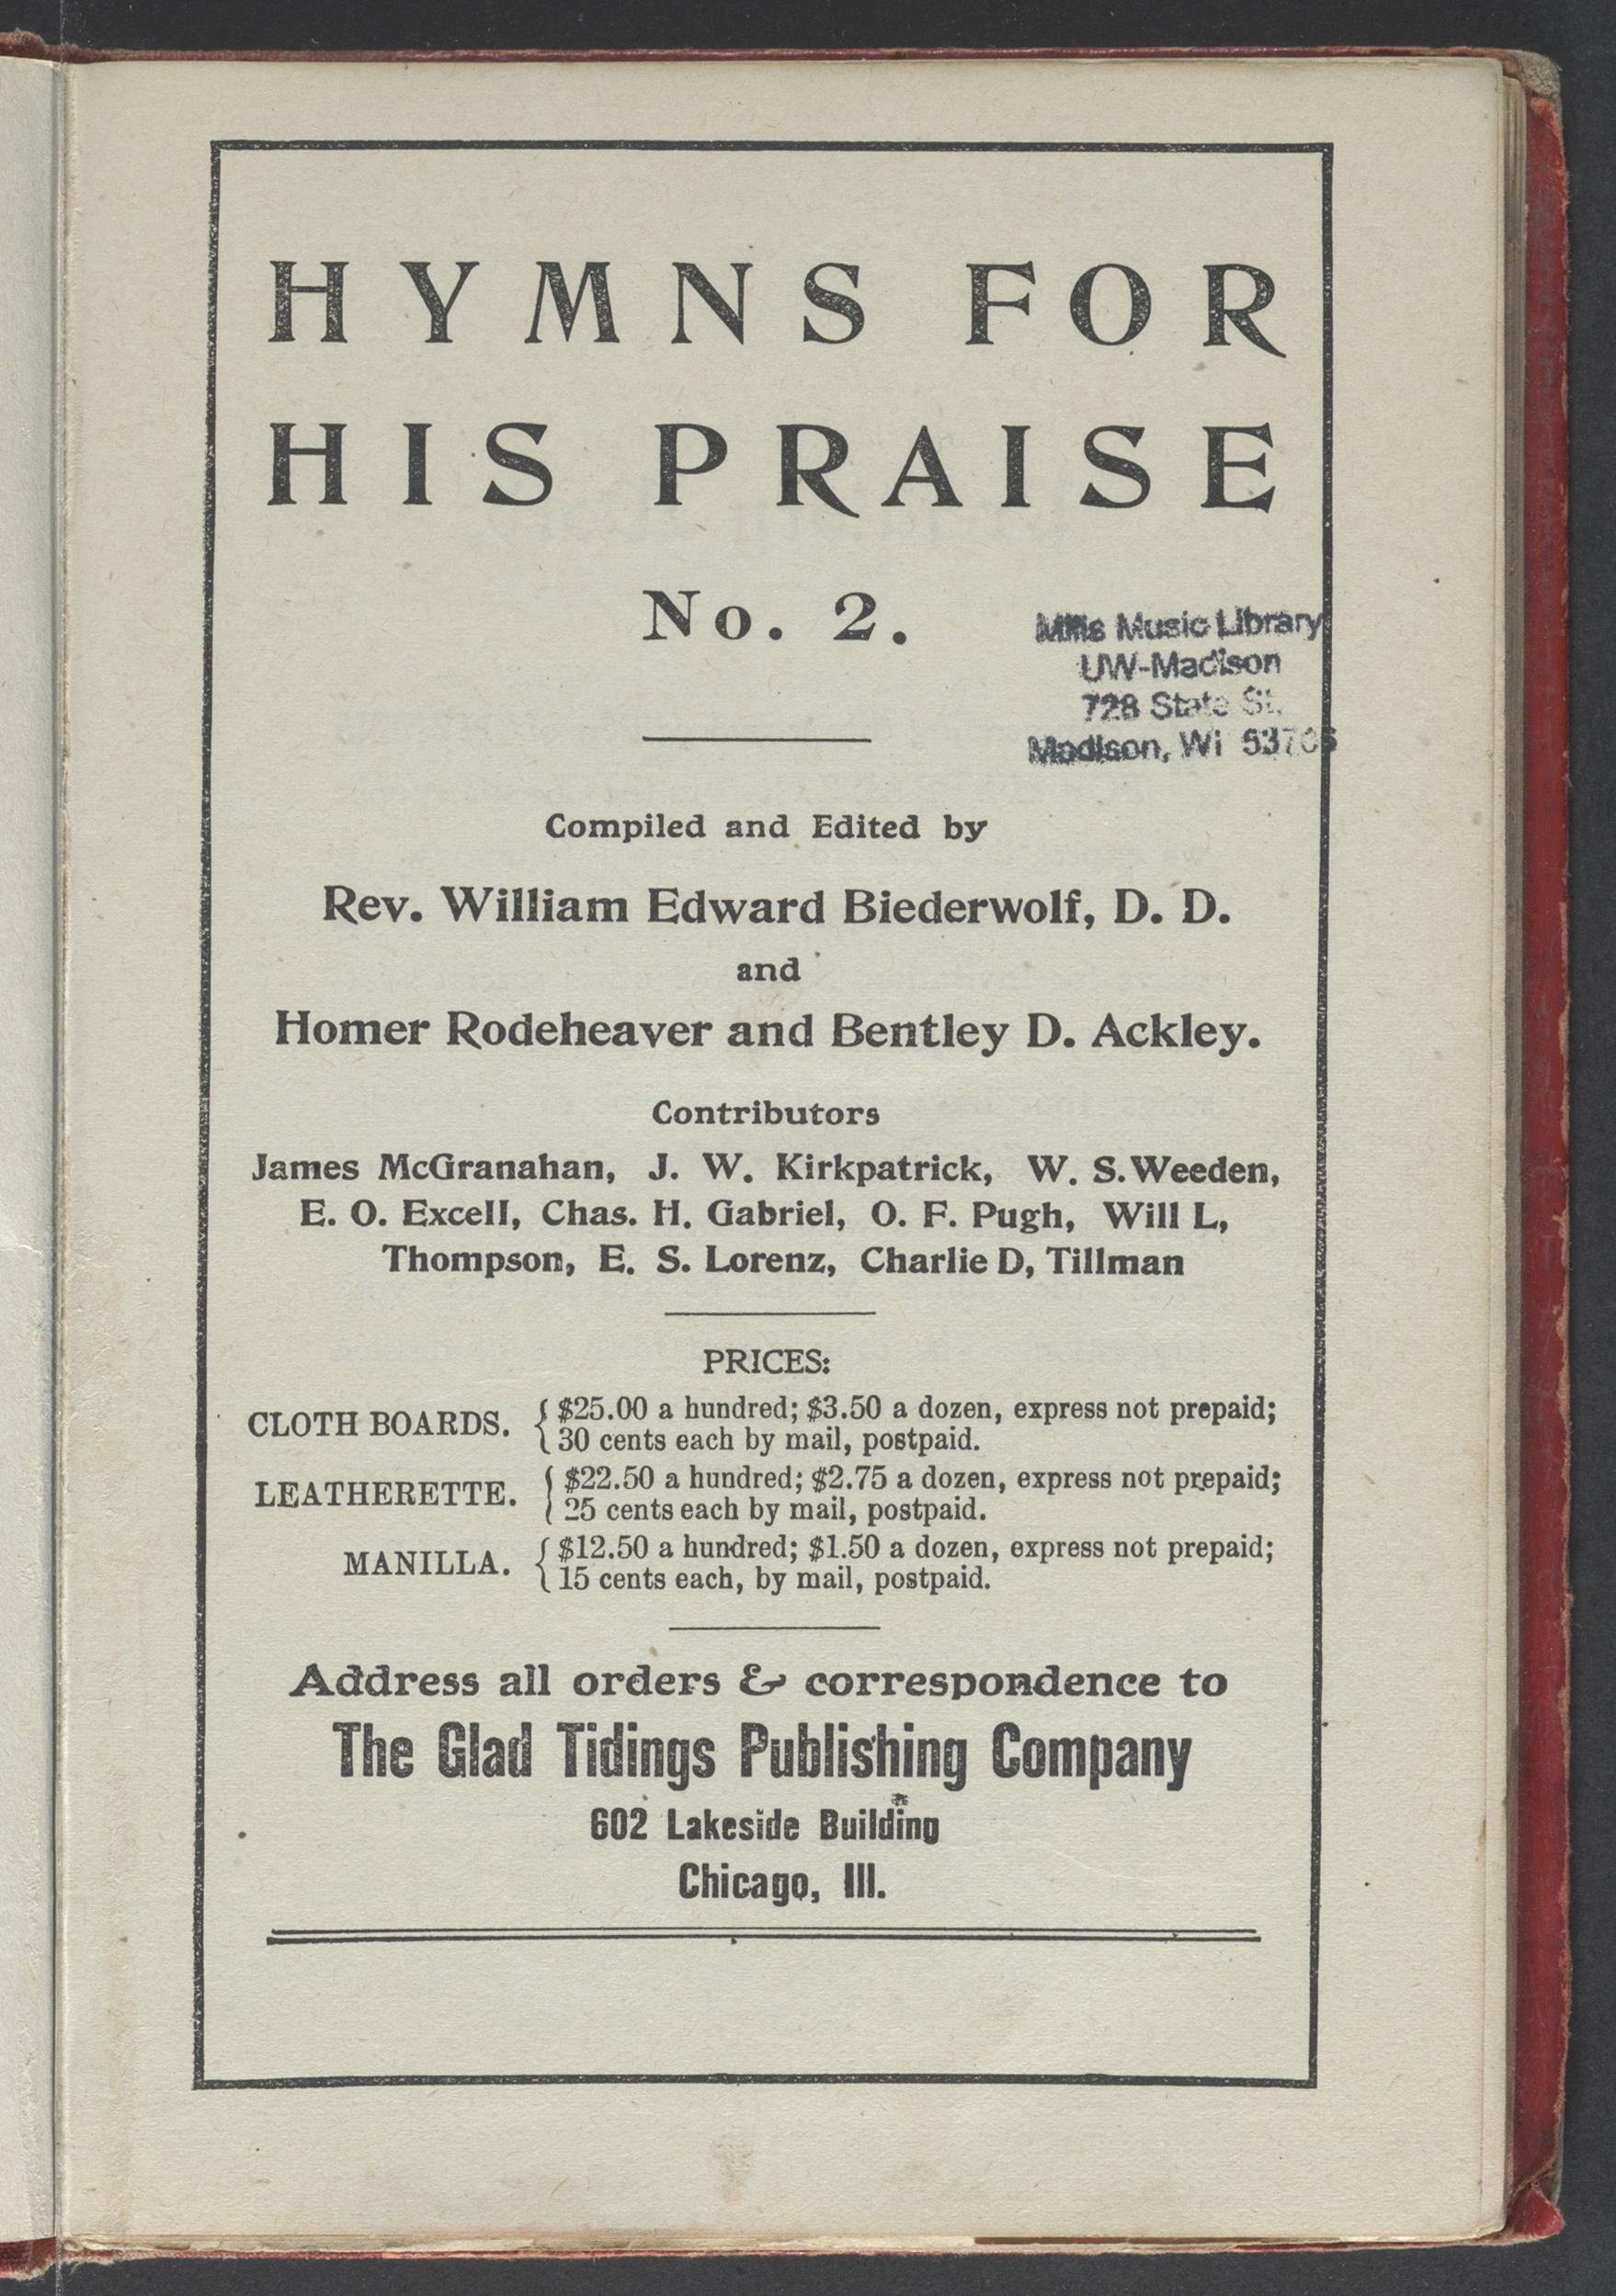 HYMNS FOR
HIS PRAISE
No. 2.
Mills Music Library
UW-Madison
728 State St.
Madison, WI 53706
Compiled and Edited by
Rev. William Edward Biederwolf, D. D.
and
Homer Rodeheaver and Bentley D. Ackley.
Contributors
James McGranahan, J. W. Kirkpatrick, W. S. Weeden,
E. O. Excell, Chas. H. Gabriel, O. F. Pugh, Will L,
Thompson, E. S. Lorenz, Charlie D, Tillman
PRICES:
CLOTH BOARDS. { $25.00 a hundred; $3.50 a dozen, express not prepaid;
30 cents each by mail, postpaid.
LEATHERETTE. { $22.50 a hundred; $2.75 a dozen, express not prepaid;
25 cents each by mail, postpaid.
MANILLA. { $12.50 a hundred; $1.50 a dozen, express not prepaid;
15 cents each, by mail, postpaid.
Address all orders & correspondence to
The Glad Tidings Publishing Company
602 Lakeside Building
Chicago, Ill.